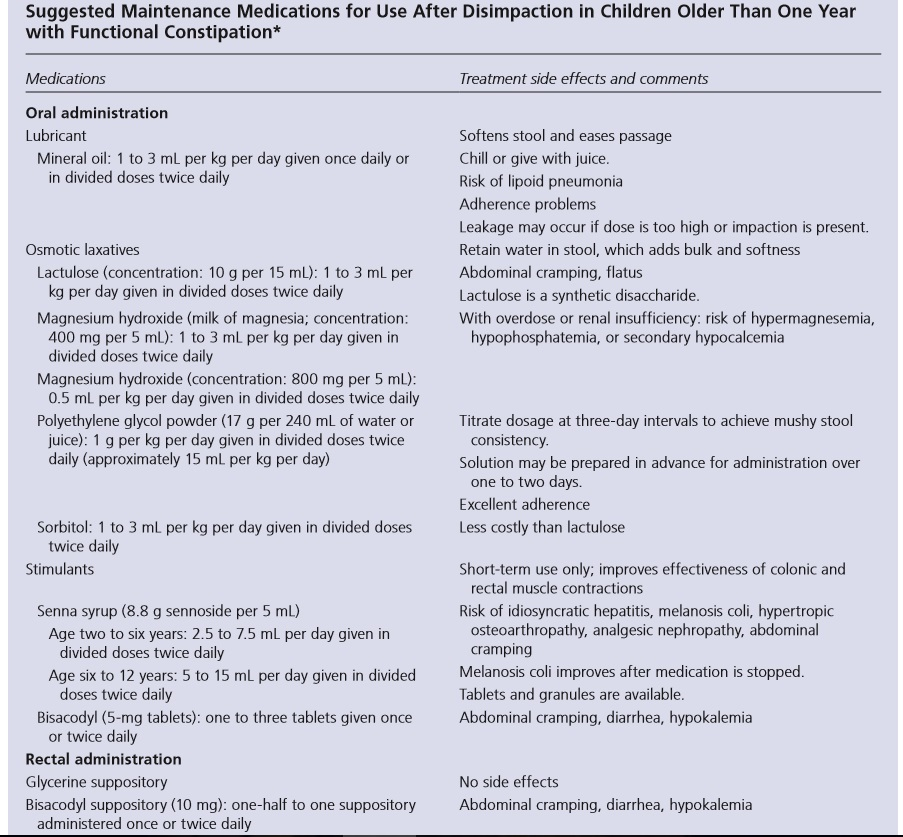 Suggested Maintenance Medications for Use After Disimpaction in Children Older Than One Year
with Functional Constipation*
Medications
Treatment side effects and comments
Oral administration
Lubricant
Softens stool and eases passage
Mineral oil: 1 to 3 mL per kg per day given once daily or
in divided doses twice daily
Chill or give with juice.
Risk of lipoid pneumonia
Adherence problems
Leakage may occur if dose is too high or impaction is present.
Osmotic laxatives
Retain water in stool, which adds bulk and softness
Lactulose (concentration: 10 g per 15 mL): 1 to 3 mL per
kg per day given in divided doses twice daily
Abdominal cramping, flatus
Lactulose is a synthetic disaccharide.
Magnesium hydroxide (milk of magnesia; concentration:
400 mg per 5 mL): 1 to 3 mL per kg per day given in
divided doses twice daily
With overdose or renal insufficiency: risk of hypermagnesemia,
hypophosphatemia, or secondary hypocalcemia
Magnesium hydroxide (concentration: 800 mg per 5 mL):
0.5 mL per kg per day given in divided doses twice daily
Polyethylene glycol powder (17 g per 240 mL of water or
juice): 1 g per kg per day given in divided doses twice
daily (approximately 15 mL per kg per day)
Titrate dosage at three-day intervals to achieve mushy stool
consistency.
Solution may be prepared in advance for administration over
one to two days.
Excellent adherence
Sorbitol: 1 to 3 mL per kg per day given in divided doses
twice daily
Less costly than lactulose
Stimulants
Short-term use only; improves effectiveness of colonic and
rectal muscle contractions
Senna syrup (8.8 g sennoside per 5 mL)
Age two to six years: 2.5 to 7.5 mL per day given in
divided doses twice daily
Age six to 12 years: 5 to 15 mL per day given in divided
doses twice daily
Risk of idiosyncratic hepatitis, melanosis coli, hypertropic
osteoarthropathy, analgesic nephropathy, abdominal
cramping
Melanosis coli improves after medication is stopped.
Tablets and granules are available.
Bisacodyl (5-mg tablets): one to three tablets given once
or twice daily
Abdominal cramping, diarrhea, hypokalemia
Rectal administration
Glycerine suppository
No side effects
Bisacodyl suppository (10 mg): one-half to one suppository
administered once or twice daily
Abdominal cramping, diarrhea, hypokalemia